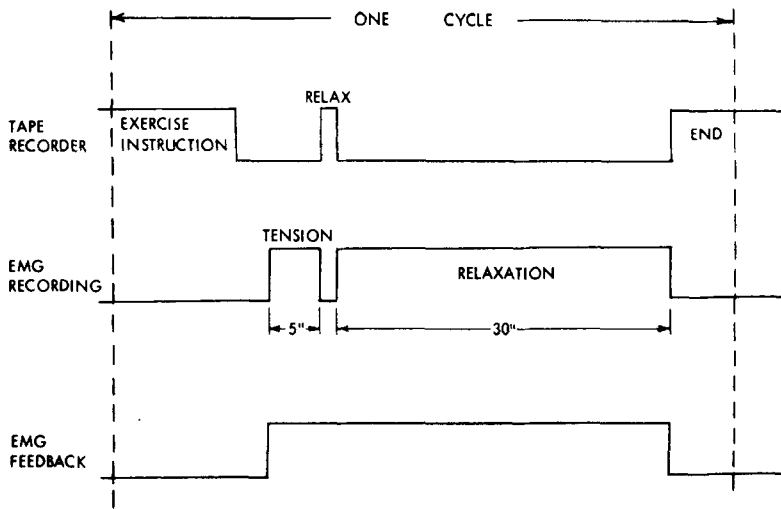 ONE CYCLE
RELAX
TAPE
RECORDER
EXERCISE
INSTRUCTION
END
TENSION
EMG
RECORDING
RELAXATION
5"
30"
EMG
FEEDBACK